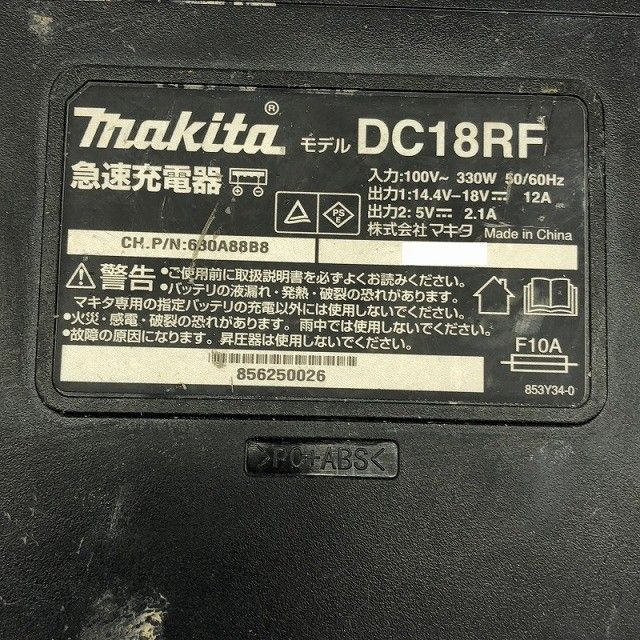 makita® モデル DC18RF
急速充電器
入力:100V~ 330W 50/60Hz
出力1:14.4V-18V⎓ 12A
出力2:5V⎓ 2.1A
株式会社 マキタ Made in China
PS
E
CH.P/N:630A88B8
⚠警告 •ご使用前に取扱説明書を必ずよくお読みください。
•バッテリの液漏れ・発熱・破裂の恐れがあります。
マキタ専用の指定バッテリの充電以外には使用しないでください。
•火災・感電・破裂の恐れがあります。雨中では使用しないでください。
•故障の原因になります。昇圧器は使用しないでください。
F10A
856250026
853Y34-0
>PC+ABS<